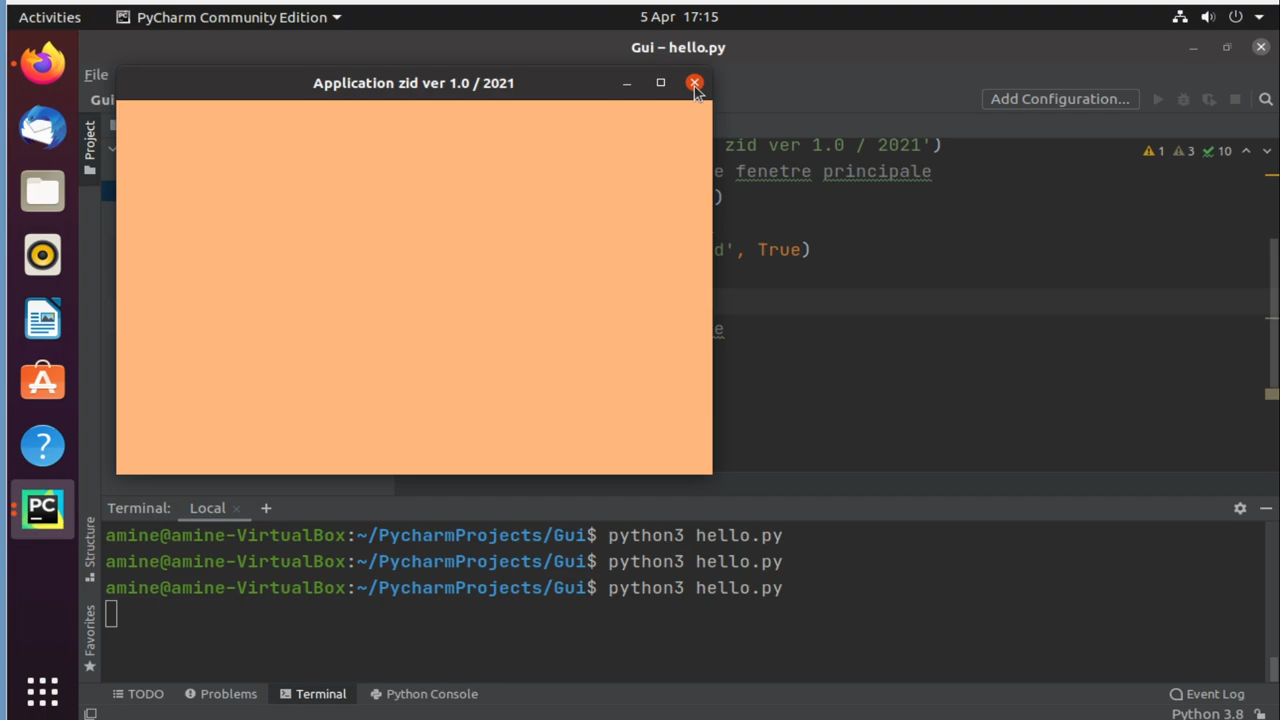 Activities
PyCharm Community Edition
5 Apr 17:15
Gui – hello.py
File
Application zid ver 1.0 / 2021
Gui
Add Configuration...
Project
zid ver 1.0 / 2021')
1
3
10
e fenetre principale
)
d', True)
e
Terminal:
Local
+
amine@amine-VirtualBox:~/PycharmProjects/Gui$ python3 hello.py
amine@amine-VirtualBox:~/PycharmProjects/Gui$ python3 hello.py
amine@amine-VirtualBox:~/PycharmProjects/Gui$ python3 hello.py
Structure
Favorites
PC
TODO
Problems
Terminal
Python Console
Event Log
Python 3.8